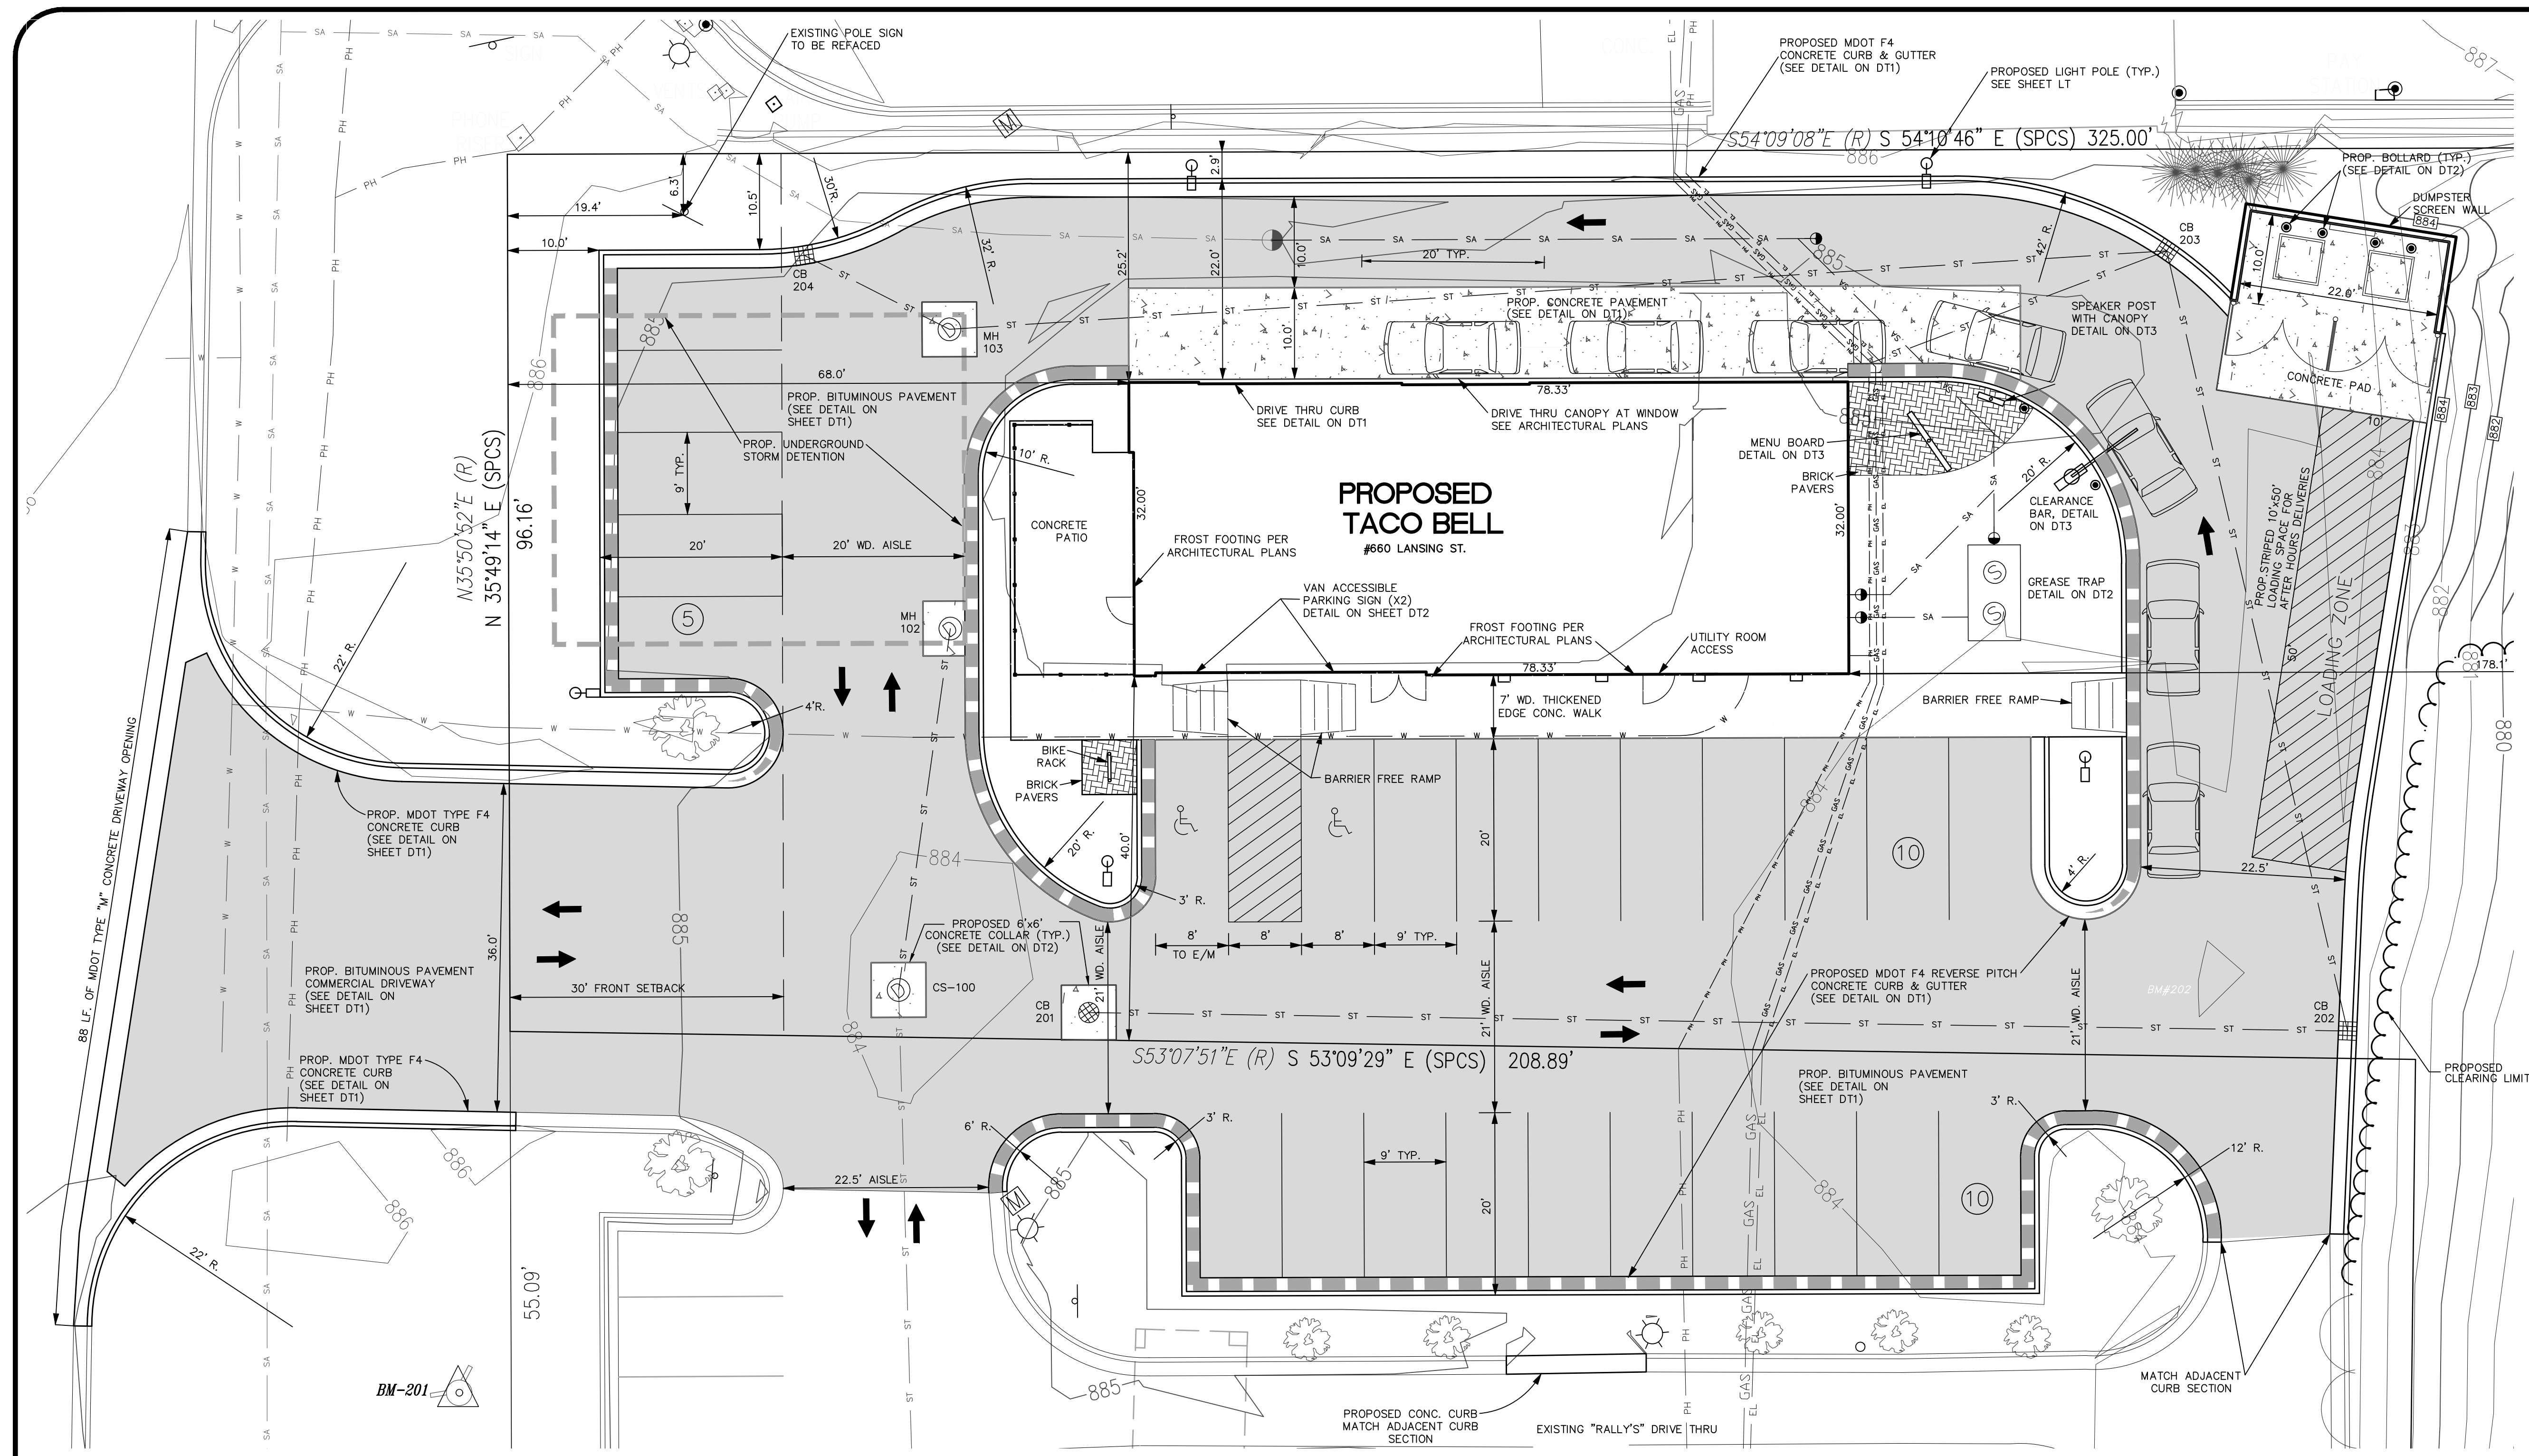 EXISTING POLE SIGN
TO BE REFACED
PROPOSED MDOT F4
CONCRETE CURB & GUTTER
(SEE DETAIL ON DT1)
PROPOSED LIGHT POLE (TYP.)
SEE SHEET LT
S54°09'08"E (R) S 54°10'46" E (SPCS) 325.00'
886
887
PROP. BOLLARD (TYP.)
(SEE DETAIL ON DT2)
DUMPSTER
SCREEN WALL
884
6.3'
10.5'
30'R.
19.4'
10.0'
2.9'
25.2'
22.0'
10.0'
20' TYP.
32' R.
42' R.
CB
204
CB
203
10.0'
22.0'
885
PROP. CONCRETE PAVEMENT
(SEE DETAIL ON DT1)
10.0'
SPEAKER POST
WITH CANOPY
DETAIL ON DT3
MH
103
CONCRETE PAD
68.0'
78.33'
PROP. BITUMINOUS PAVEMENT
(SEE DETAIL ON
SHEET DT1)
DRIVE THRU CURB
SEE DETAIL ON DT1
DRIVE THRU CANOPY AT WINDOW
SEE ARCHITECTURAL PLANS
PROP. UNDERGROUND
STORM DETENTION
MENU BOARD
DETAIL ON DT3
BRICK
PAVERS
10'
884
883
882
N35°50'52"E (R)
N 35°49'14" E (SPCS)
96.16'
9' TYP.
10' R.
32.00'
32.00'
20' R.
PROPOSED
TACO BELL
#660 LANSING ST.
CLEARANCE
BAR, DETAIL
ON DT3
CONCRETE
PATIO
FROST FOOTING PER
ARCHITECTURAL PLANS
20'
20' WD. AISLE
VAN ACCESSIBLE
PARKING SIGN (X2)
DETAIL ON SHEET DT2
GREASE TRAP
DETAIL ON DT2
PROP. STRIPED 10'x50'
LOADING SPACE FOR
AFTER HOURS DELIVERIES
LOADING ZONE
50'
5
MH
102
FROST FOOTING PER
ARCHITECTURAL PLANS
UTILITY ROOM
ACCESS
78.33'
178.1'
22' R.
4'R.
7' WD. THICKENED
EDGE CONC. WALK
BARRIER FREE RAMP
BIKE
RACK
BRICK
PAVERS
BARRIER FREE RAMP
88 LF. OF MDOT TYPE "M" CONCRETE DRIVEWAY OPENING
PROP. MDOT TYPE F4
CONCRETE CURB
(SEE DETAIL ON
SHEET DT1)
20' R.
40.0'
20'
10
4' R.
22.5'
884
885
3' R.
36.0'
PROPOSED 6'x6'
CONCRETE COLLAR (TYP.)
(SEE DETAIL ON DT2)
21' WD. AISLE
8'
TO E/M
8'
8'
9' TYP.
21' WD. AISLE
PROP. BITUMINOUS PAVEMENT
COMMERCIAL DRIVEWAY
(SEE DETAIL ON
SHEET DT1)
30' FRONT SETBACK
CS-100
CB
201
PROPOSED MDOT F4 REVERSE PITCH
CONCRETE CURB & GUTTER
(SEE DETAIL ON DT1)
21' WD. AISLE
BM#202
CB
202
S53°07'51"E (R) S 53°09'29" E (SPCS) 208.89'
PROP. MDOT TYPE F4
CONCRETE CURB
(SEE DETAIL ON
SHEET DT1)
PROP. BITUMINOUS PAVEMENT
(SEE DETAIL ON
SHEET DT1)
PROPOSED
CLEARING LIMIT
6' R.
3' R.
3' R.
9' TYP.
12' R.
22.5' AISLE
20'
10
22' R.
55.09'
886
885
884
BM-201
885
MATCH ADJACENT
CURB SECTION
PROPOSED CONC. CURB
MATCH ADJACENT CURB
SECTION
EXISTING "RALLY'S" DRIVE THRU